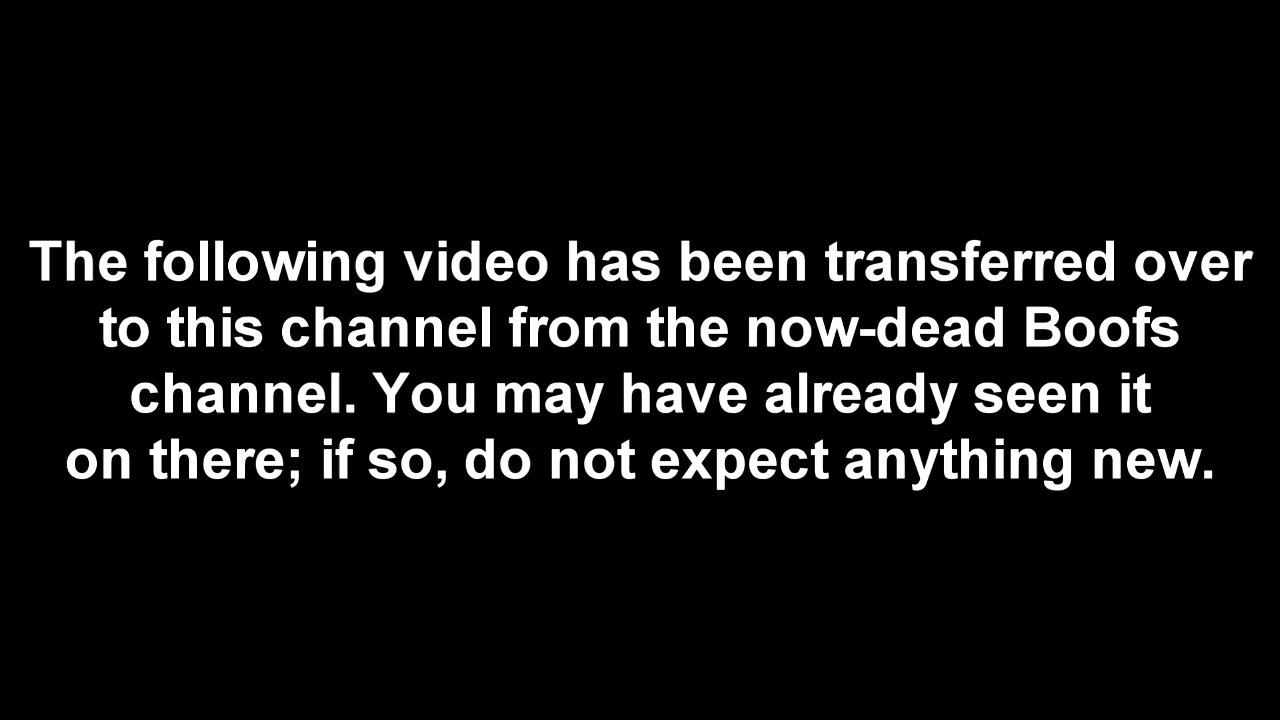 The following video has been transferred over
to this channel from the now-dead Boofs
channel. You may have already seen it
on there; if so, do not expect anything new.